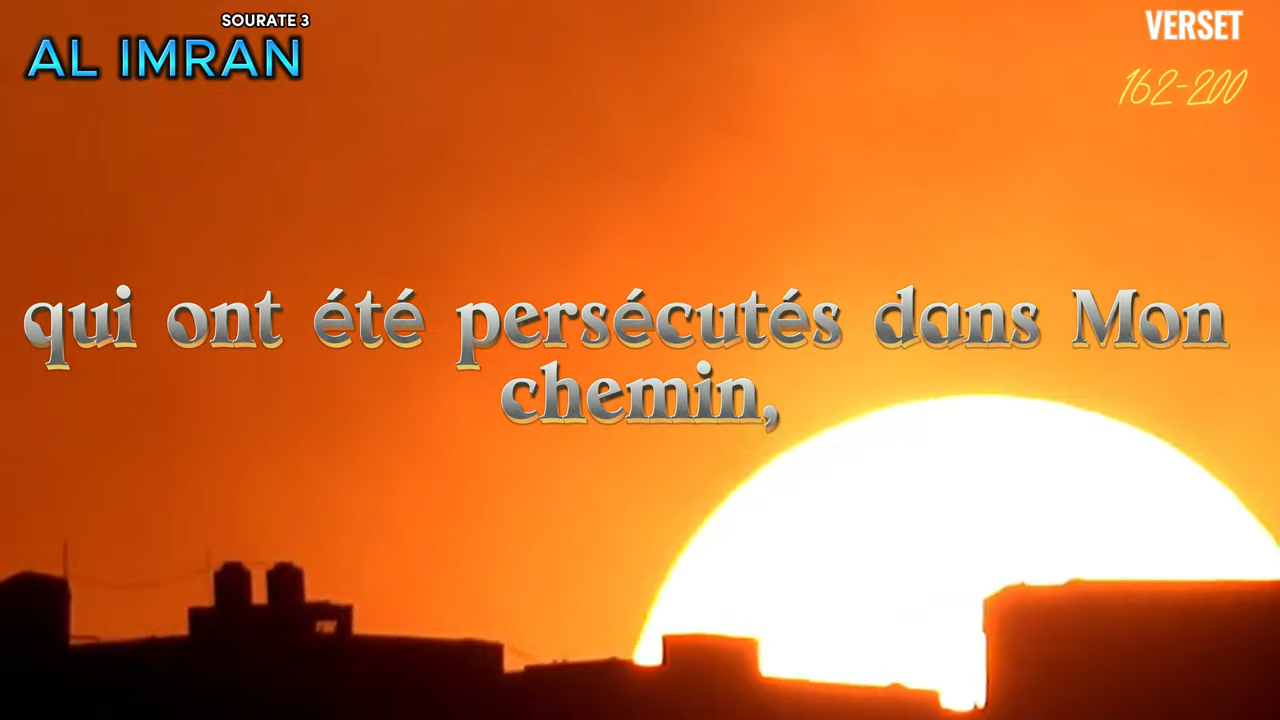 SOURATE 3
AL IMRAN
VERSET
162-200
qui ont été persécutés dans Mon
chemin,